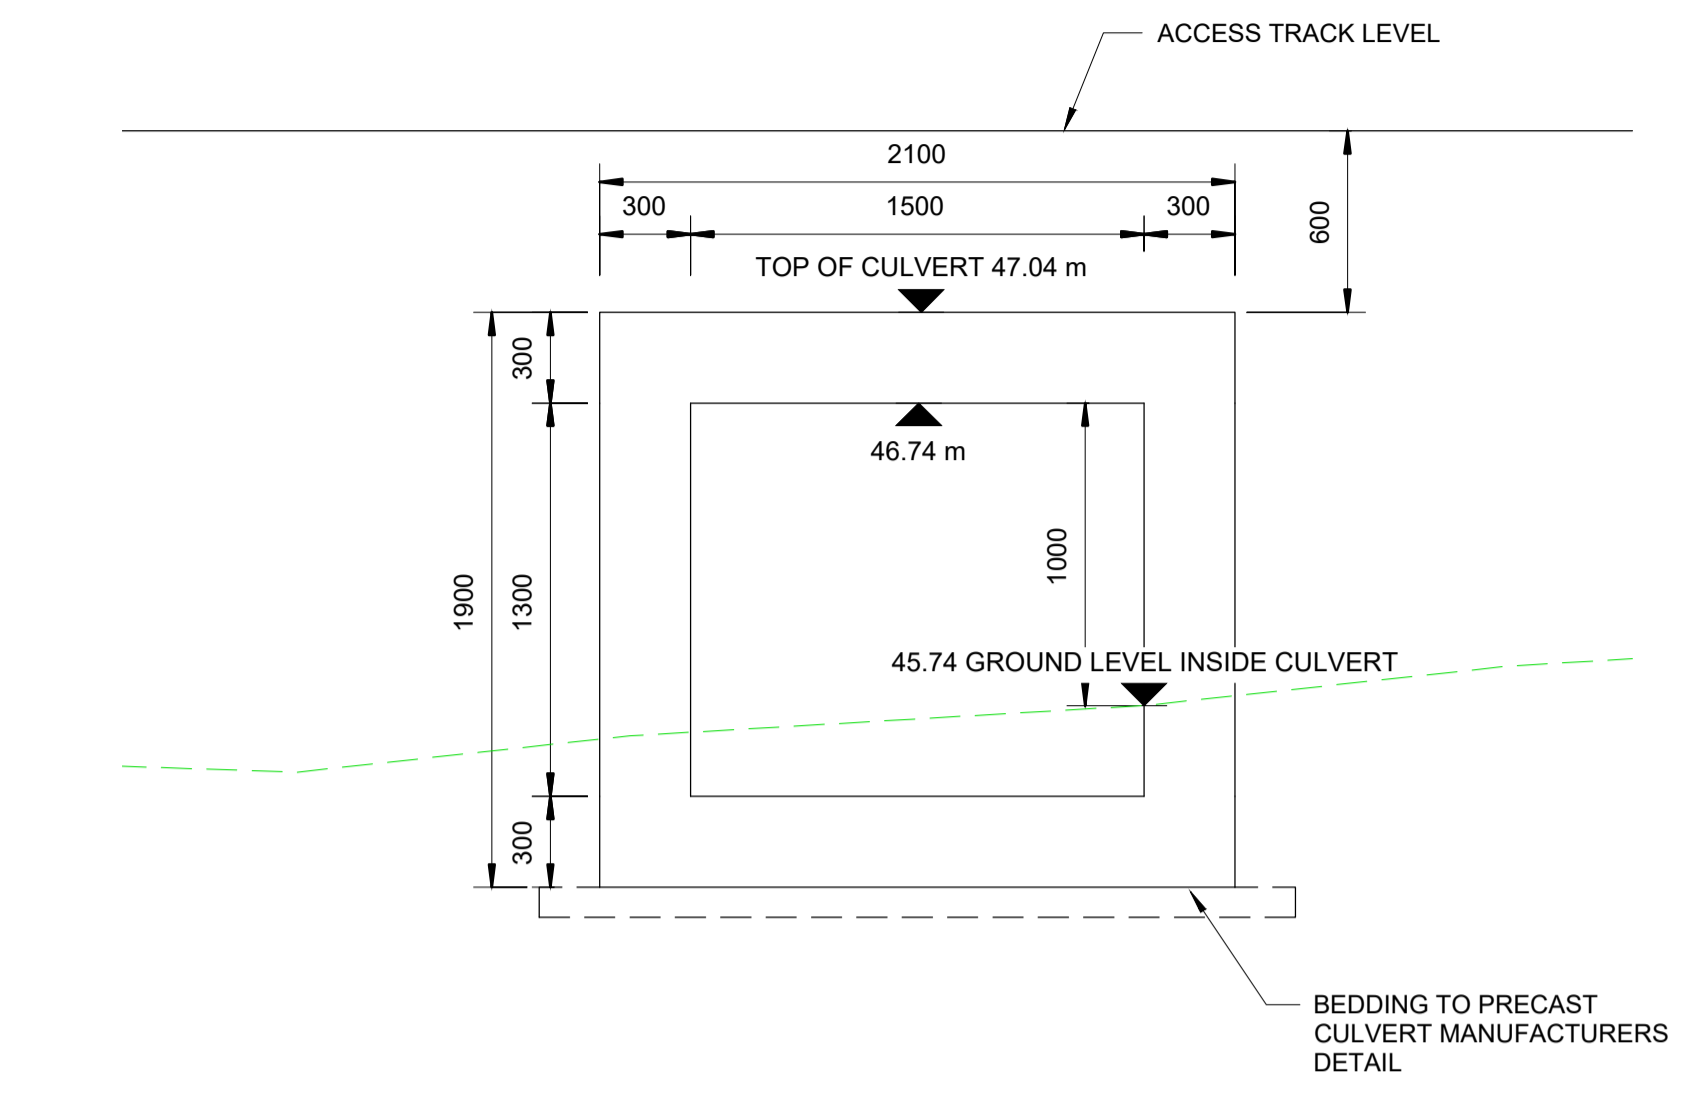 ACCESS TRACK LEVEL
2100
300
1500
300
600
TOP OF CULVERT 47.04 m
300
46.74 m
1000
1900
1300
45.74 GROUND LEVEL INSIDE CULVERT
300
BEDDING TO PRECAST
CULVERT MANUFACTURERS
DETAIL